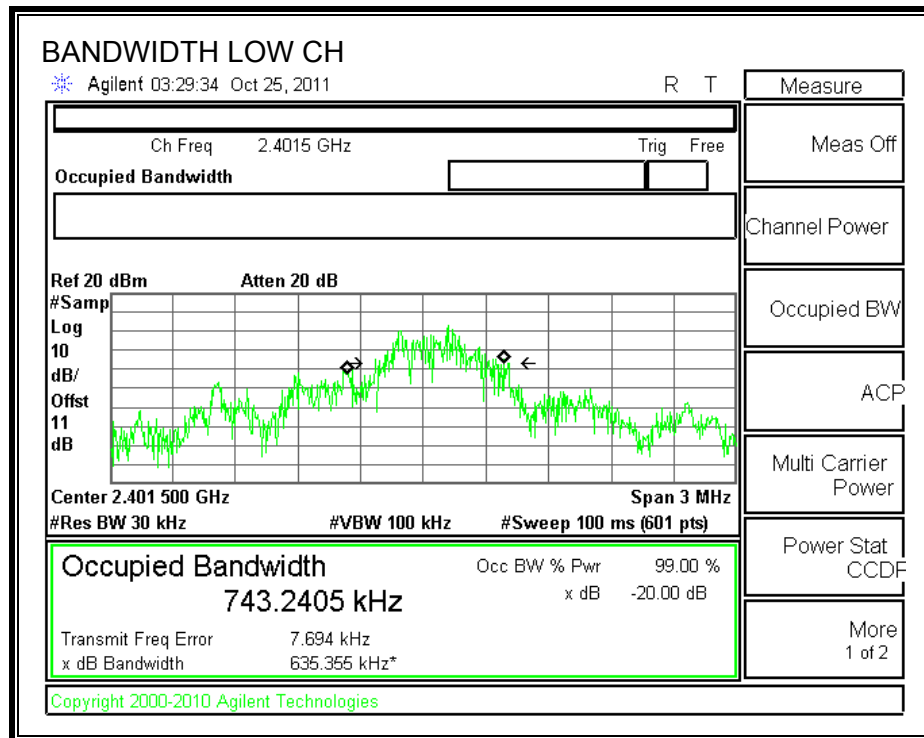 BANDWIDTH LOW CH
Agilent 03:29:34 Oct 25, 2011 R T
Measure
Ch Freq 2.4015 GHz Trig Free
Occupied Bandwidth
Meas Off
Channel Power
Occupied BW
ACP
Multi Carrier
Power
Power Stat
CCDF
More
1 of 2
Ref 20 dBm Atten 20 dB
#Samp
Log
10
dB/
Offst
11
dB
Center 2.401 500 GHz Span 3 MHz
#Res BW 30 kHz #VBW 100 kHz #Sweep 100 ms (601 pts)
Occupied Bandwidth Occ BW % Pwr 99.00 %
743.2405 kHz x dB -20.00 dB
Transmit Freq Error 7.694 kHz
x dB Bandwidth 635.355 kHz*
Copyright 2000-2010 Agilent Technologies